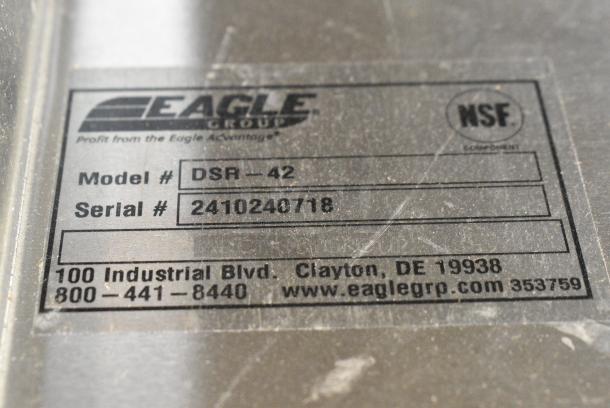 EAGLE®
GROUP
Profit from the Eagle Advantage®
NSF.
COMPONENT
Model # DSR-42
Serial # 2410240718
100 Industrial Blvd. Clayton, DE 19938
800-441-8440 www.eaglegrp.com 353759